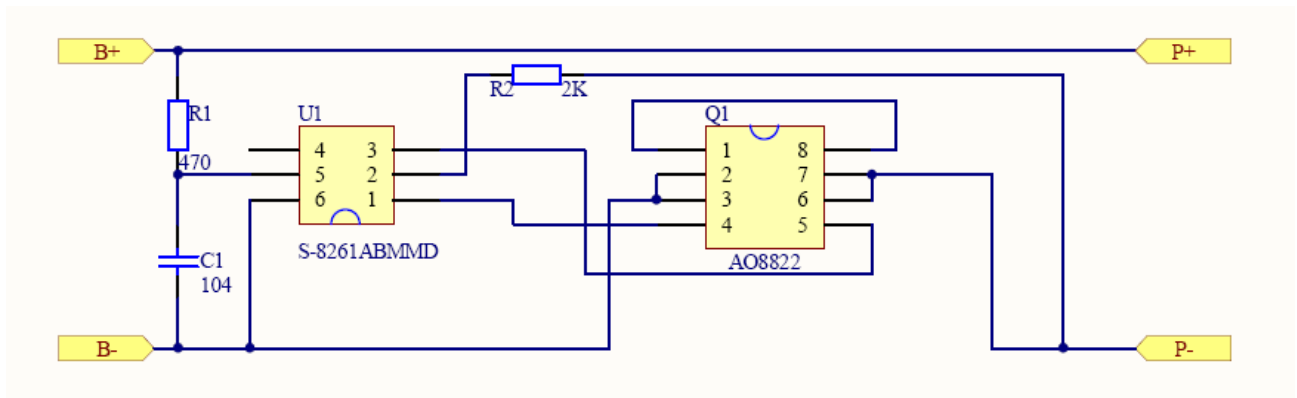 B+
P+
R2
2K
R1
U1
Q1
470
4 3
5 2
6 1
1 8
2 7
3 6
4 5
S-8261ABMMD
AO8822
C1
104
B-
P-